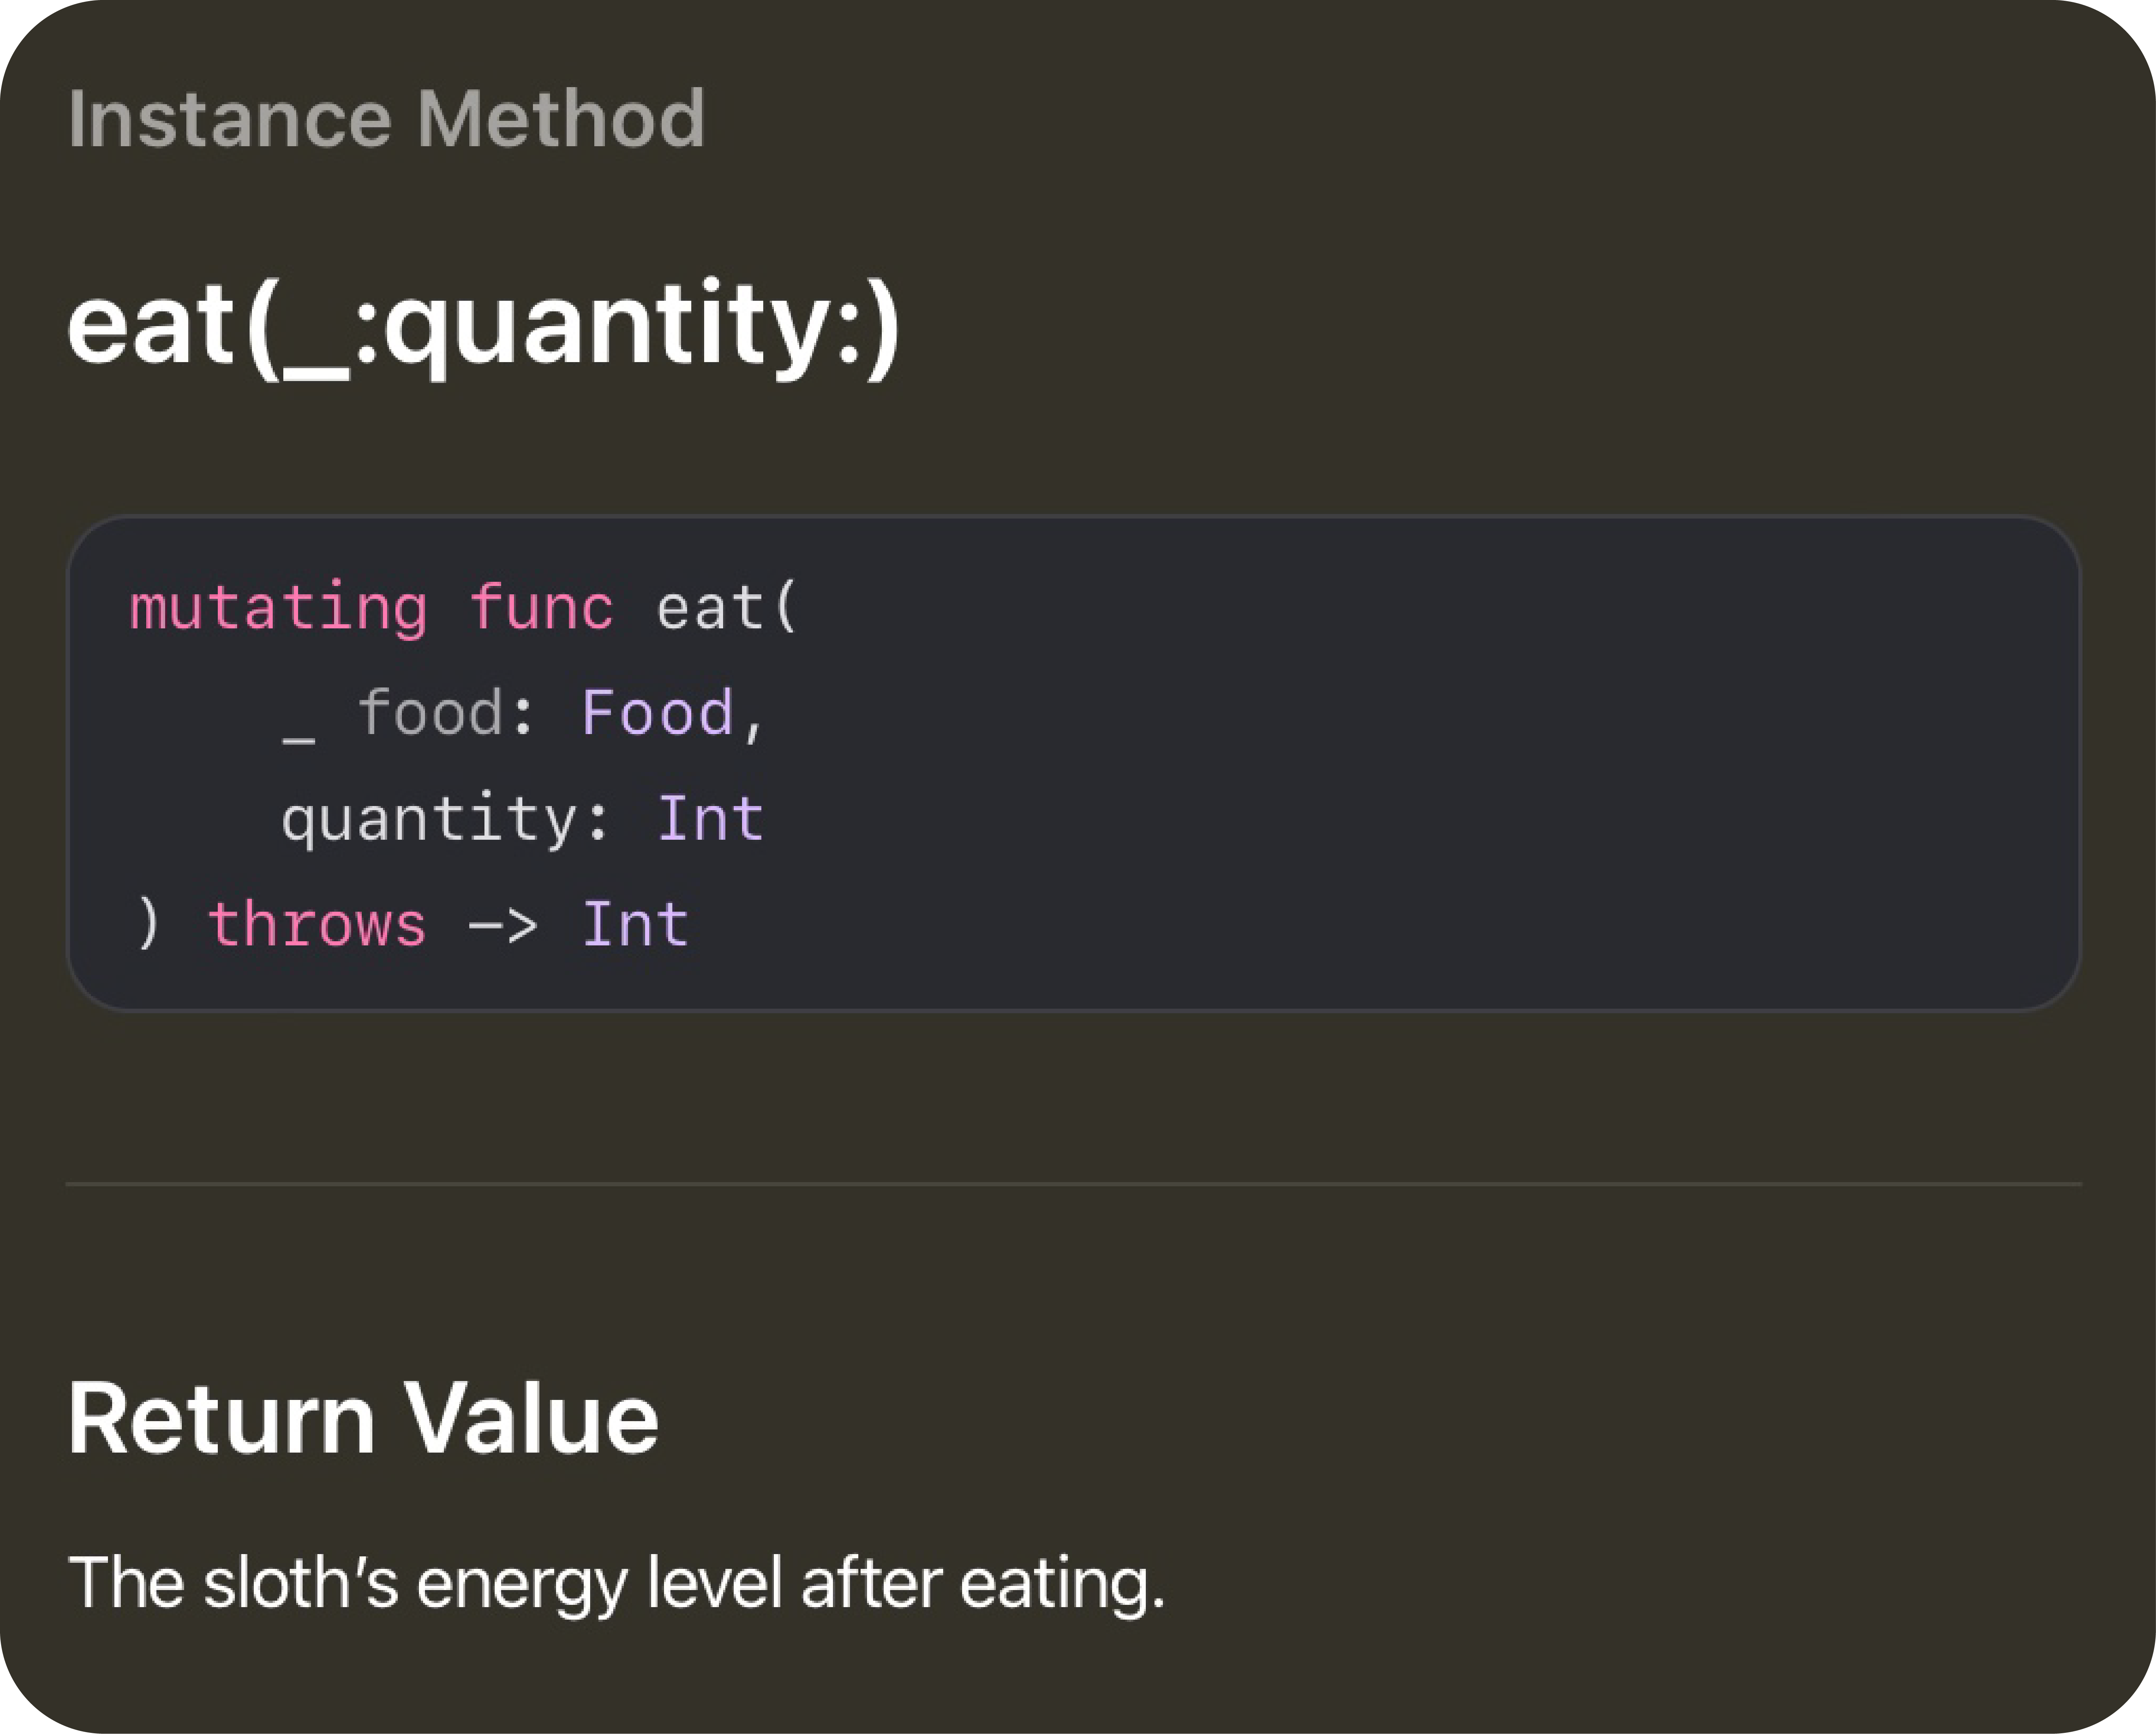 Instance Method
eat(_:quantity:)
mutating func eat(
    _ food: Food,
    quantity: Int
) throws -> Int
Return Value
The sloth’s energy level after eating.